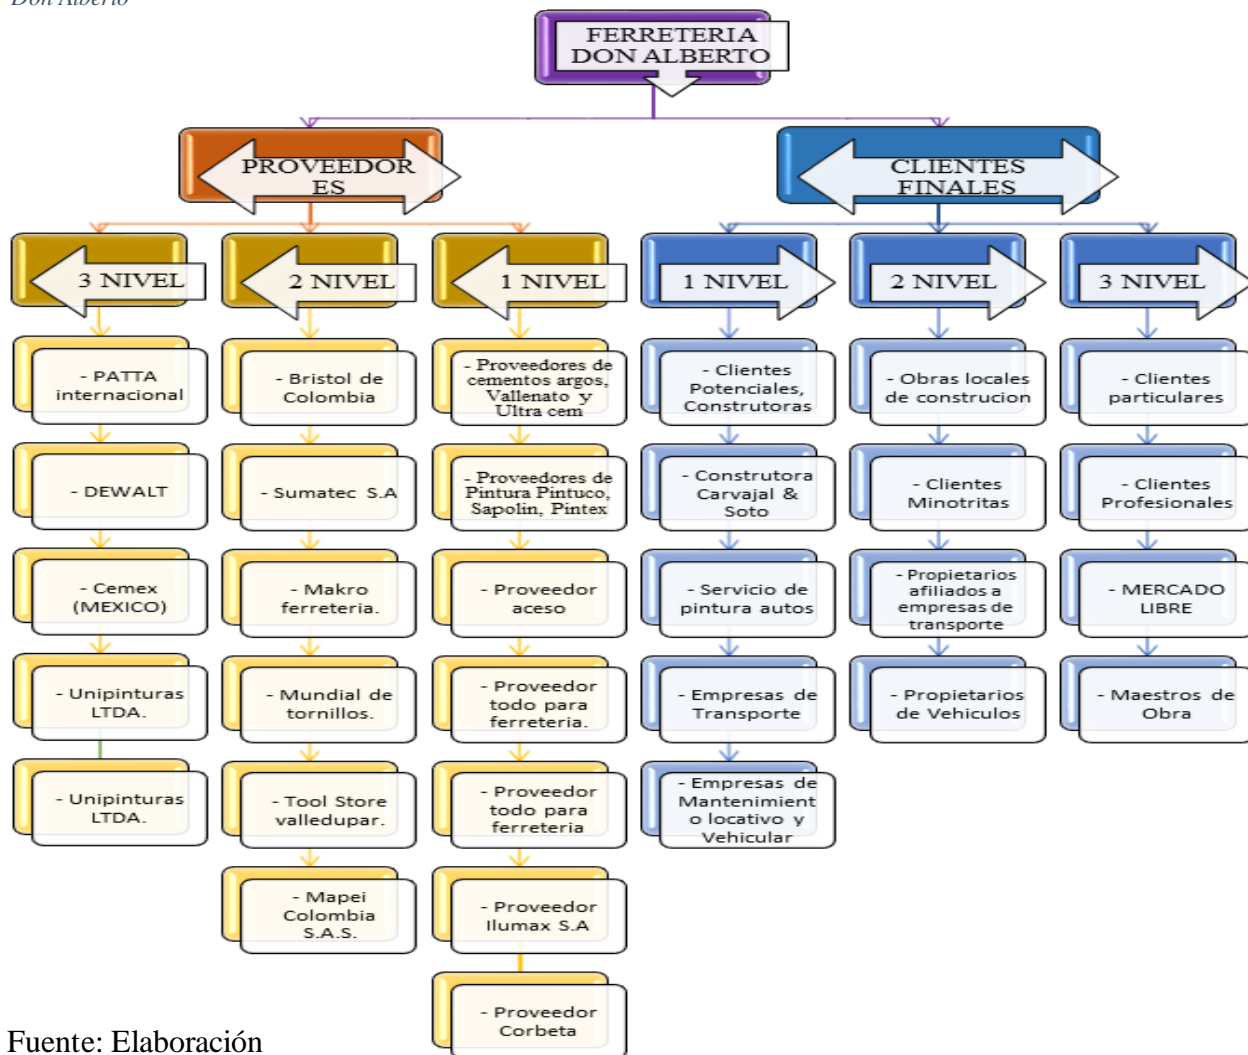 Don Alberto
FERRETERIA
DON ALBERTO
PROVEEDOR
ES
CLIENTES
FINALES
3 NIVEL
2 NIVEL
1 NIVEL
1 NIVEL
2 NIVEL
3 NIVEL
- PATTA
internacional
- DEWALT
- Cemex
(MEXICO)
- Unipinturas
LTDA.
- Unipinturas
LTDA.
- Bristol de
Colombia
- Sumatec S.A
- Makro
ferreteria.
- Mundial de
tornillos.
- Tool Store
valledupar.
- Mapei
Colombia
S.A.S.
- Proveedores de
cementos argos,
Vallenato y
Ultra cem
- Proveedores de
Pintura Pintuco,
Sapolin, Pintex
- Proveedor
aceso
- Proveedor
todo para
ferreteria.
- Proveedor
todo para
ferreteria
- Proveedor
Ilumax S.A
- Proveedor
Corbeta
- Clientes
Potenciales,
Construtoras
- Construtora
Carvajal &
Soto
- Servicio de
pintura autos
- Empresas de
Transporte
- Empresas de
Mantenimient
o locativo y
Vehicular
- Obras locales
de construcion
- Clientes
Minotritas
- Propietarios
afiliados a
empresas de
transporte
- Propietarios
de Vehiculos
- Clientes
particulares
- Clientes
Profesionales
- MERCADO
LIBRE
- Maestros de
Obra
Fuente: Elaboración